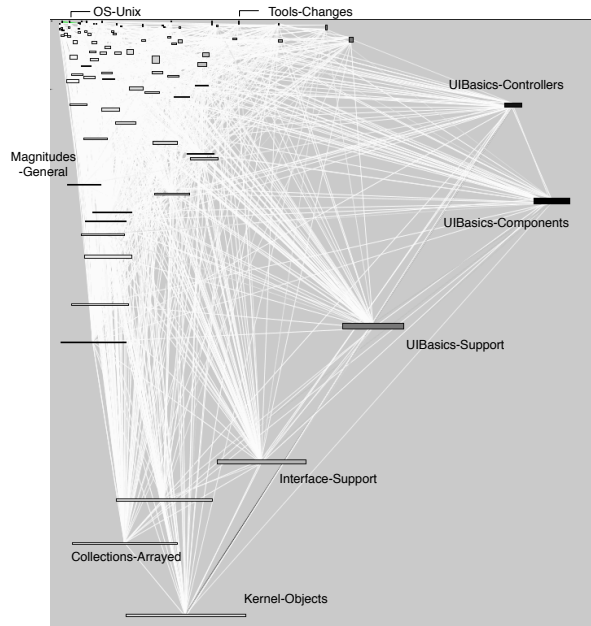 OS-Unix
Tools-Changes
UIBasics-Controllers
Magnitudes
-General
UIBasics-Components
UIBasics-Support
Interface-Support
Collections-Arrayed
Kernel-Objects